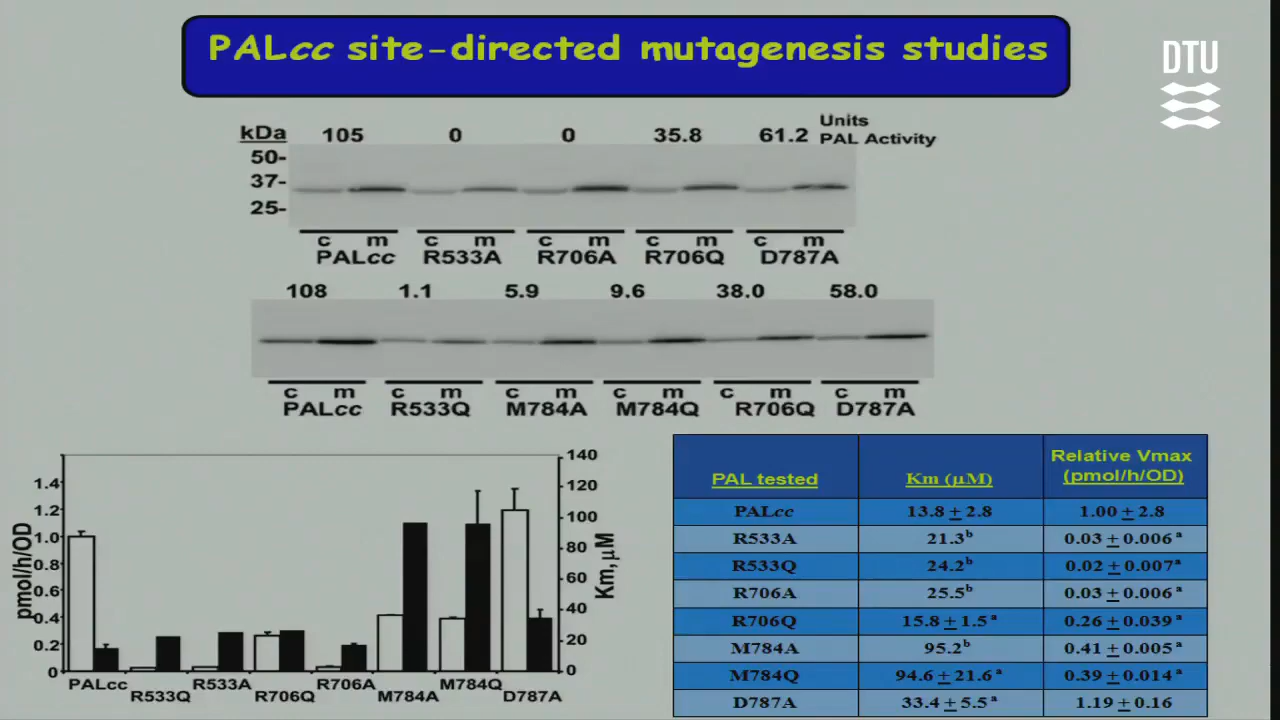 PALcc site-directed mutagenesis studies
DTU
kDa 105 0 0 35.8 61.2 Units PAL Activity
50-
37-
25-
c m c m c m c m c m
PALcc R533A R706A R706Q D787A
108 1.1 5.9 9.6 38.0 58.0
c m c m c m c m c m c m
PALcc R533Q M784A M784Q R706Q D787A
pmol/h/OD
1.4
1.2
1.0
0.8
0.6
0.4
0.2
0
140
120
100
80
60
40
20
0
Km, µM
PALcc R533Q R533A R706Q R706A M784A M784Q D787A
PAL tested Km (µM) Relative Vmax (pmol/h/OD)
PALcc 13.8 ± 2.8 1.00 ± 2.8
R533A 21.3ᵇ 0.03 ± 0.006 ᵃ
R533Q 24.2ᵇ 0.02 ± 0.007ᵃ
R706A 25.5ᵇ 0.03 ± 0.006 ᵃ
R706Q 15.8 ± 1.5 ᵃ 0.26 ± 0.039 ᵃ
M784A 95.2ᵇ 0.41 ± 0.005 ᵃ
M784Q 94.6 ± 21.6 ᵃ 0.39 ± 0.014 ᵃ
D787A 33.4 ± 5.5 ᵃ 1.19 ± 0.16